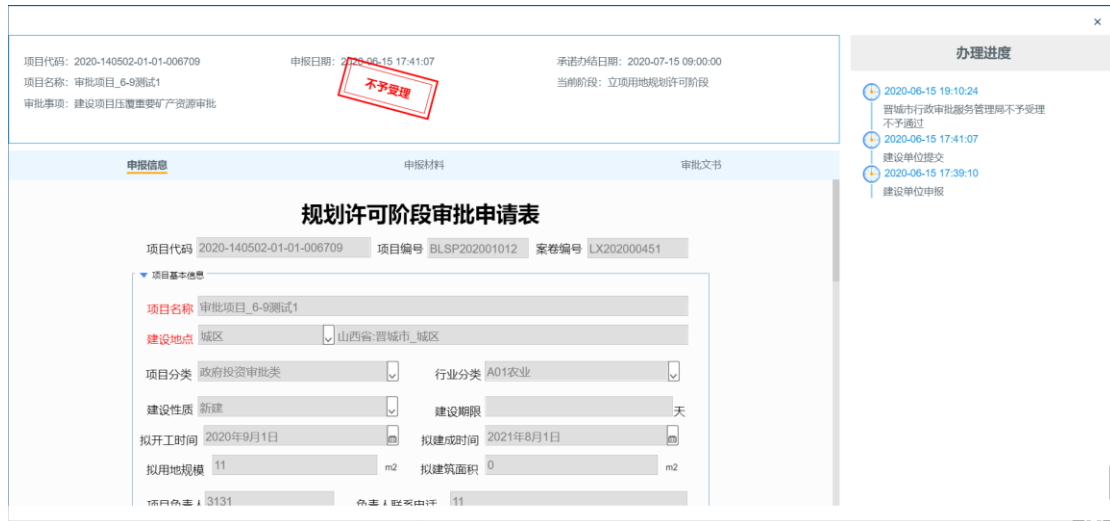 ×
项目代码：2020-140502-01-01-006709 申报日期：2020-06-15 17:41:07 承诺办结日期：2020-07-15 09:00:00
项目名称：审批项目_6-9测试1 当前阶段：立项用地规划许可阶段
审批事项：建设项目压覆重要矿产资源审批
不予受理
申报信息 申报材料 审批文书
规划许可阶段审批申请表
项目代码 2020-140502-01-01-006709 项目编号 BLSP202001012 案卷编号 LX202000451
项目基本信息
项目名称 审批项目_6-9测试1
建设地点 城区 山西省:晋城市_城区
项目分类 政府投资审批类 行业分类 A01农业
建设性质 新建 建设期限 天
拟开工时间 2020年9月1日 拟建成时间 2021年8月1日
拟用地规模 11 m2 拟建筑面积 0 m2
项目负责人 3131 负责人联系电话 11
办理进度
2020-06-15 19:10:24
晋城市行政审批服务管理局不予受理
不予通过
2020-06-15 17:41:07
建设单位提交
2020-06-15 17:39:10
建设单位申报